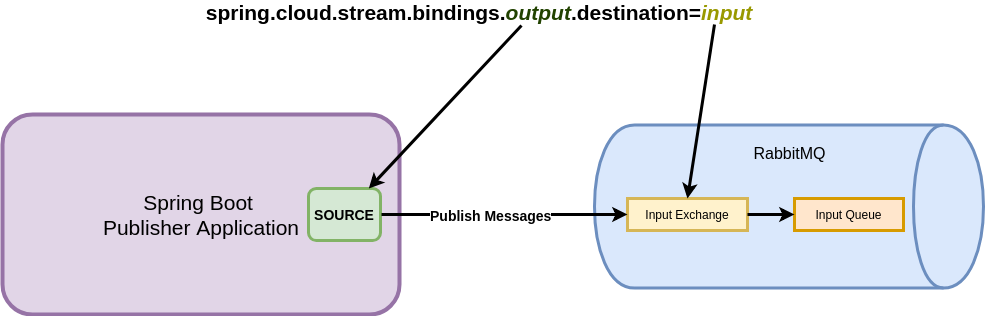 spring.cloud.stream.bindings.output.destination=input
RabbitMQ
Spring Boot
Publisher Application
SOURCE
Publish Messages
Input Exchange
Input Queue